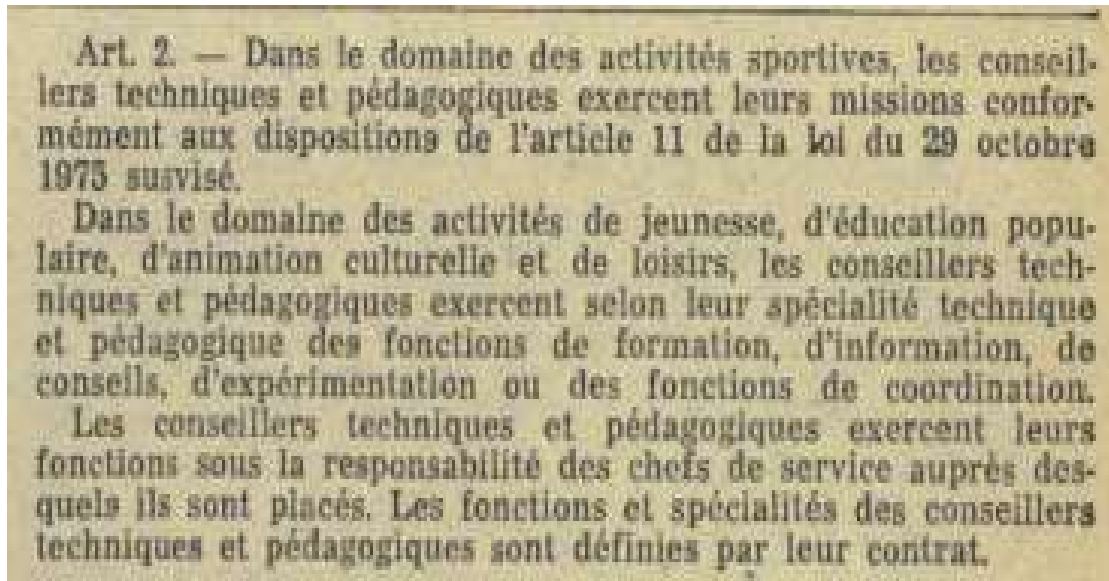 Art. 2. — Dans le domaine des activités sportives, les conseil-
lers techniques et pédagogiques exercent leurs missions confor-
mément aux dispositions de l'article 11 de la loi du 29 octobre
1975 susvisé.
Dans le domaine des activités de jeunesse, d'éducation popu-
laire, d'animation culturelle et de loisirs, les conseillers tech-
niques et pédagogiques exercent selon leur spécialité technique
et pédagogique des fonctions de formation, d'information, de
conseils, d'expérimentation ou des fonctions de coordination.
Les conseillers techniques et pédagogiques exercent leurs
fonctions sous la responsabilité des chefs de service auprès des-
quels ils sont placés. Les fonctions et spécialités des conseillers
techniques et pédagogiques sont définies par leur contrat.